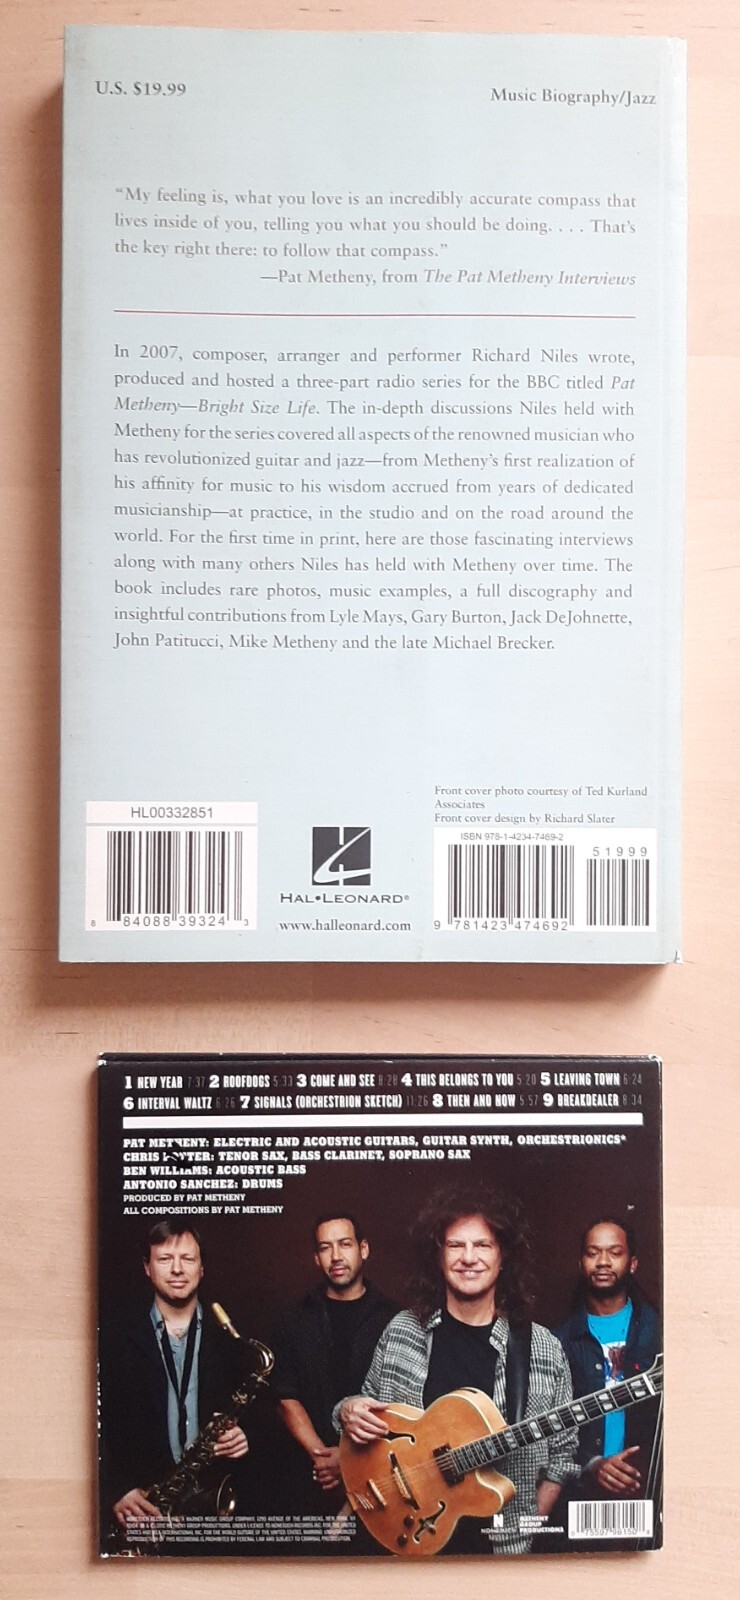 U.S. $19.99
Music Biography/Jazz
“My feeling is, what you love is an incredibly accurate compass that
lives inside of you, telling you what you should be doing. . . . That’s
the key right there: to follow that compass.”
—Pat Metheny, from The Pat Metheny Interviews
In 2007, composer, arranger and performer Richard Niles wrote,
produced and hosted a three-part radio series for the BBC titled Pat
Metheny—Bright Size Life. The in-depth discussions Niles held with
Metheny for the series covered all aspects of the renowned musician who
has revolutionized guitar and jazz—from Metheny’s first realization of
his affinity for music to his wisdom accrued from years of dedicated
musicianship—at practice, in the studio and on the road around the
world. For the first time in print, here are those fascinating interviews
along with many others Niles has held with Metheny over time. The
book includes rare photos, music examples, a full discography and
insightful contributions from Lyle Mays, Gary Burton, Jack DeJohnette,
John Patitucci, Mike Metheny and the late Michael Brecker.
Front cover photo courtesy of Ted Kurland
Associates
Front cover design by Richard Slater
HL00332851
8 84088 39324 3
HAL•LEONARD®
www.halleonard.com
ISBN 978-1-4234-7469-2
51999
9 781423 474692
1 NEW YEAR 7:37 2 ROOFDOGS 5:33 3 COME AND SEE 8:28 4 THIS BELONGS TO YOU 5:20 5 LEAVING TOWN 6:24
6 INTERVAL WALTZ 6:26 7 SIGNALS (ORCHESTRION SKETCH) 11:26 8 THEN AND NOW 5:57 9 BREAKDEALER 8:34
PAT METHENY: ELECTRIC AND ACOUSTIC GUITARS, GUITAR SYNTH, ORCHESTRIONICS*
CHRIS TENOR SAX, BASS CLARINET, SOPRANO SAX
BEN WILLIAMS: ACOUSTIC BASS
ANTONIO SANCHEZ: DRUMS
PRODUCED BY PAT METHENY
ALL COMPOSITIONS BY PAT METHENY
N
NONESUCH
METHENY
GROUP
PRODUCTIONS